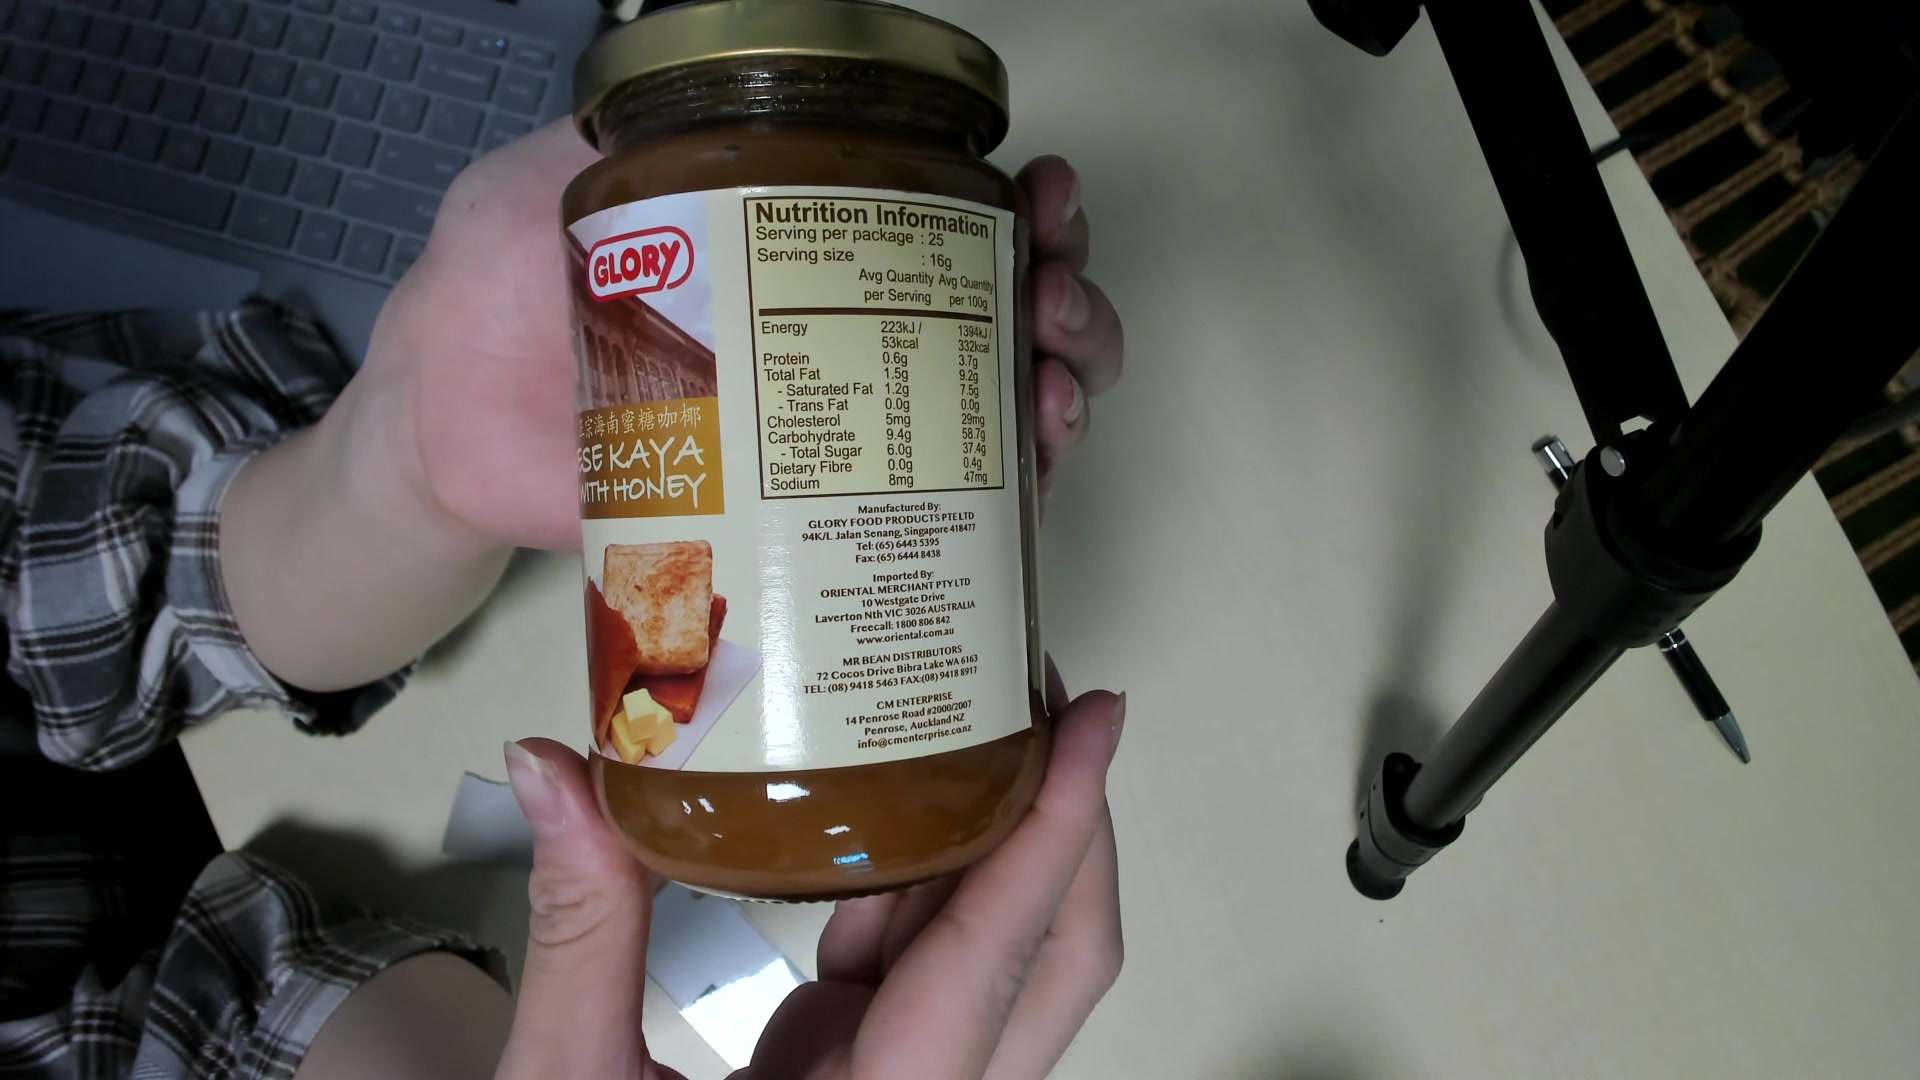 GLORY
宗海南蜜糖咖椰
ESE KAYA
WITH HONEY
Nutrition Information
Serving per package : 25
Serving size : 16g
Avg Quantity Avg Quantity
per Serving per 100g
Energy 223kJ / 1394kJ /
53kcal 332kcal
Protein 0.6g 3.7g
Total Fat 1.5g 9.2g
- Saturated Fat 1.2g 7.5g
- Trans Fat 0.0g 0.0g
Cholesterol 5mg 29mg
Carbohydrate 9.4g 58.7g
- Total Sugar 6.0g 37.4g
Dietary Fibre 0.0g 0.4g
Sodium 8mg 47mg
Manufactured By:
GLORY FOOD PRODUCTS PTE LTD
94K/L Jalan Senang, Singapore 418477
Tel: (65) 6443 5395
Fax: (65) 6444 8438
Imported By:
ORIENTAL MERCHANT PTY LTD
10 Westgate Drive
Laverton Nth VIC 3026 AUSTRALIA
Freecall: 1800 806 842
www.oriental.com.au
MR BEAN DISTRIBUTORS
72 Cocos Drive Bibra Lake WA 6163
TEL: (08) 9418 5463 FAX:(08) 9418 8917
CM ENTERPRISE
14 Penrose Road #2000/2007
Penrose, Auckland NZ
info@cmenterprise.co.nz